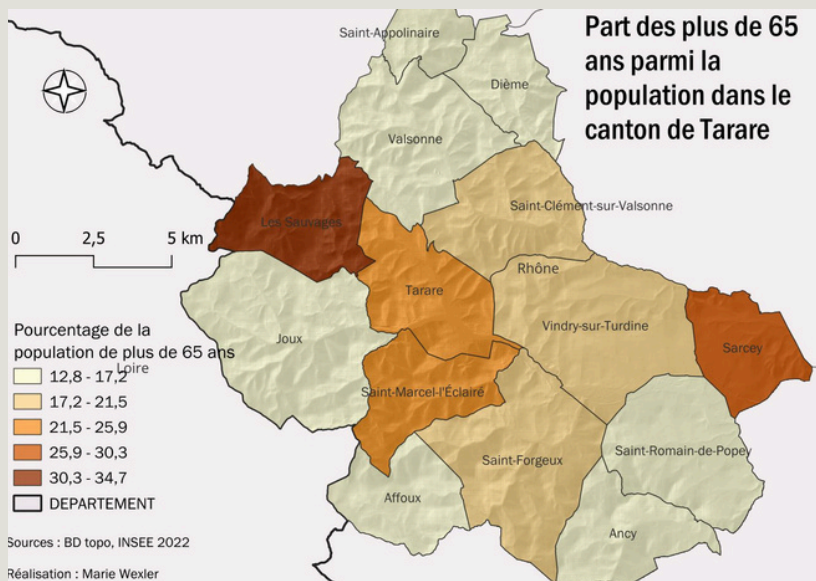 Part des plus de 65
ans parmi la
population dans le
canton de Tarare
Saint-Appolinaire
Dième
Valsonne
Les Sauvages
Saint-Clément-sur-Valsonne
0 2,5 5 km
Rhône
Tarare
Vindry-sur-Turdine
Joux
Sarcey
Saint-Marcel-l'Éclairé
Saint-Romain-de-Popey
Saint-Forgeux
Affoux
Ancy
Loire
Pourcentage de la
population de plus de 65 ans
12,8 - 17,2
17,2 - 21,5
21,5 - 25,9
25,9 - 30,3
30,3 - 34,7
DEPARTEMENT
Sources : BD topo, INSEE 2022
Réalisation : Marie Wexler